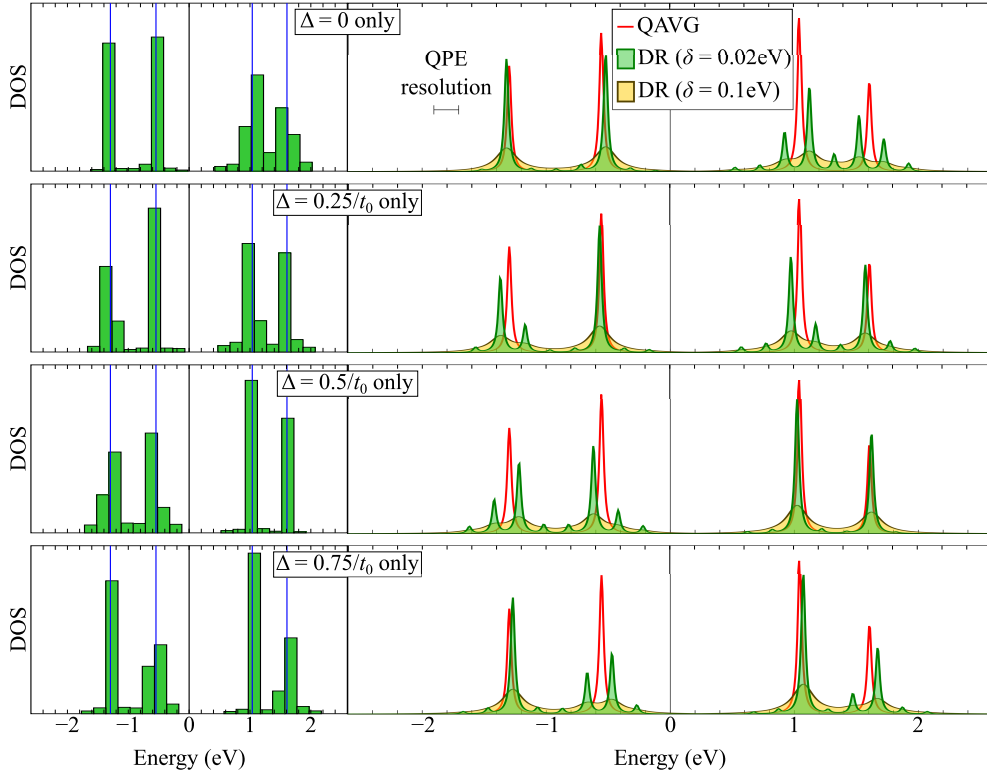 Δ = 0 only
DOS
QPE
resolution
QAVG
DR (δ = 0.02eV)
DR (δ = 0.1eV)
Δ = 0.25/t₀ only
DOS
Δ = 0.5/t₀ only
DOS
Δ = 0.75/t₀ only
DOS
−2 −1 0 1 2
−2 −1 0 1 2
Energy (eV)
Energy (eV)